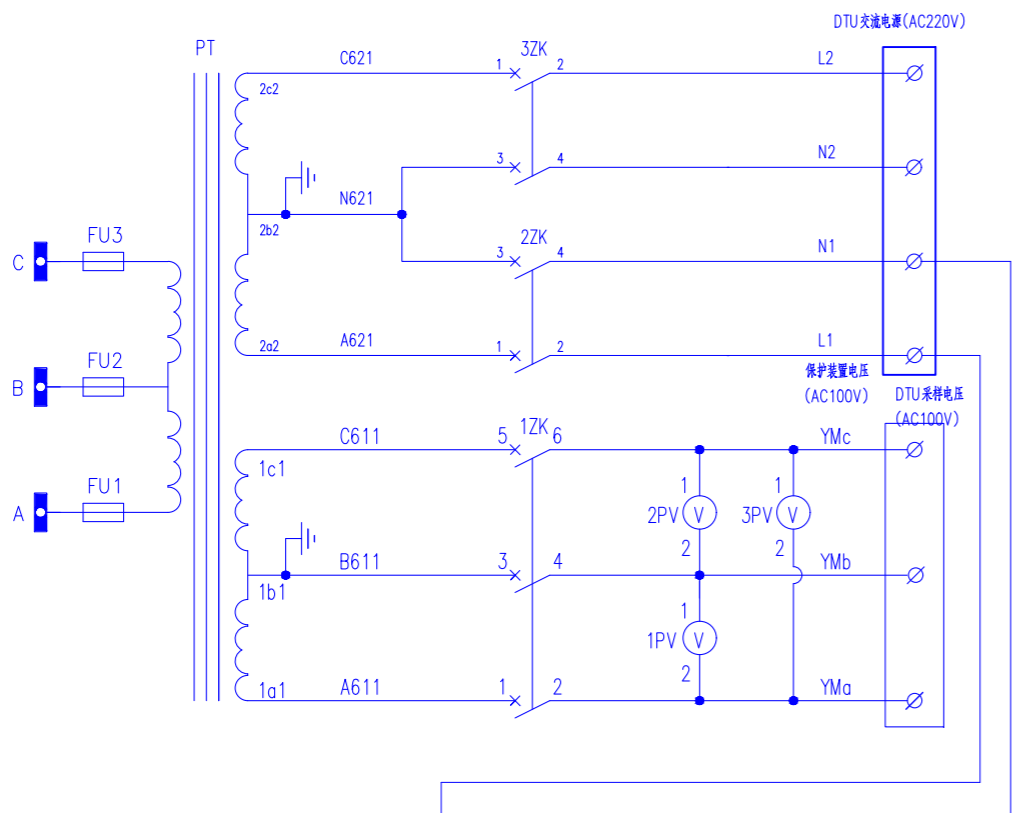 DTU交流电源(AC220V)
PT
C621
3ZK
1
2
L2
2c2
3
4
N2
N621
2b2
FU3
C
2ZK
3
4
N1
2a2
A621
1
2
L1
FU2
B
保护装置电压
(AC100V)
DTU采样电压
(AC100V)
C611
1ZK
5
6
YMc
1c1
FU1
A
1
2PV
V
2
1
3PV
V
2
B611
3
4
YMb
1b1
1
1PV
V
2
1a1
A611
1
2
YMa